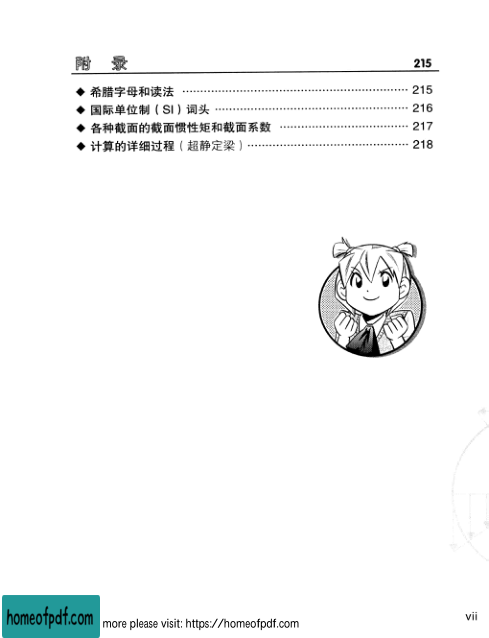 附 录 215
◆ 希腊字母和读法 ………………………………………… 215
◆ 国际单位制（SI）词头 ………………………………… 216
◆ 各种截面的截面惯性矩和截面系数 …………………… 217
◆ 计算的详细过程（超静定梁）………………………… 218
vii
homeofpdf.com more please visit: https://homeofpdf.com